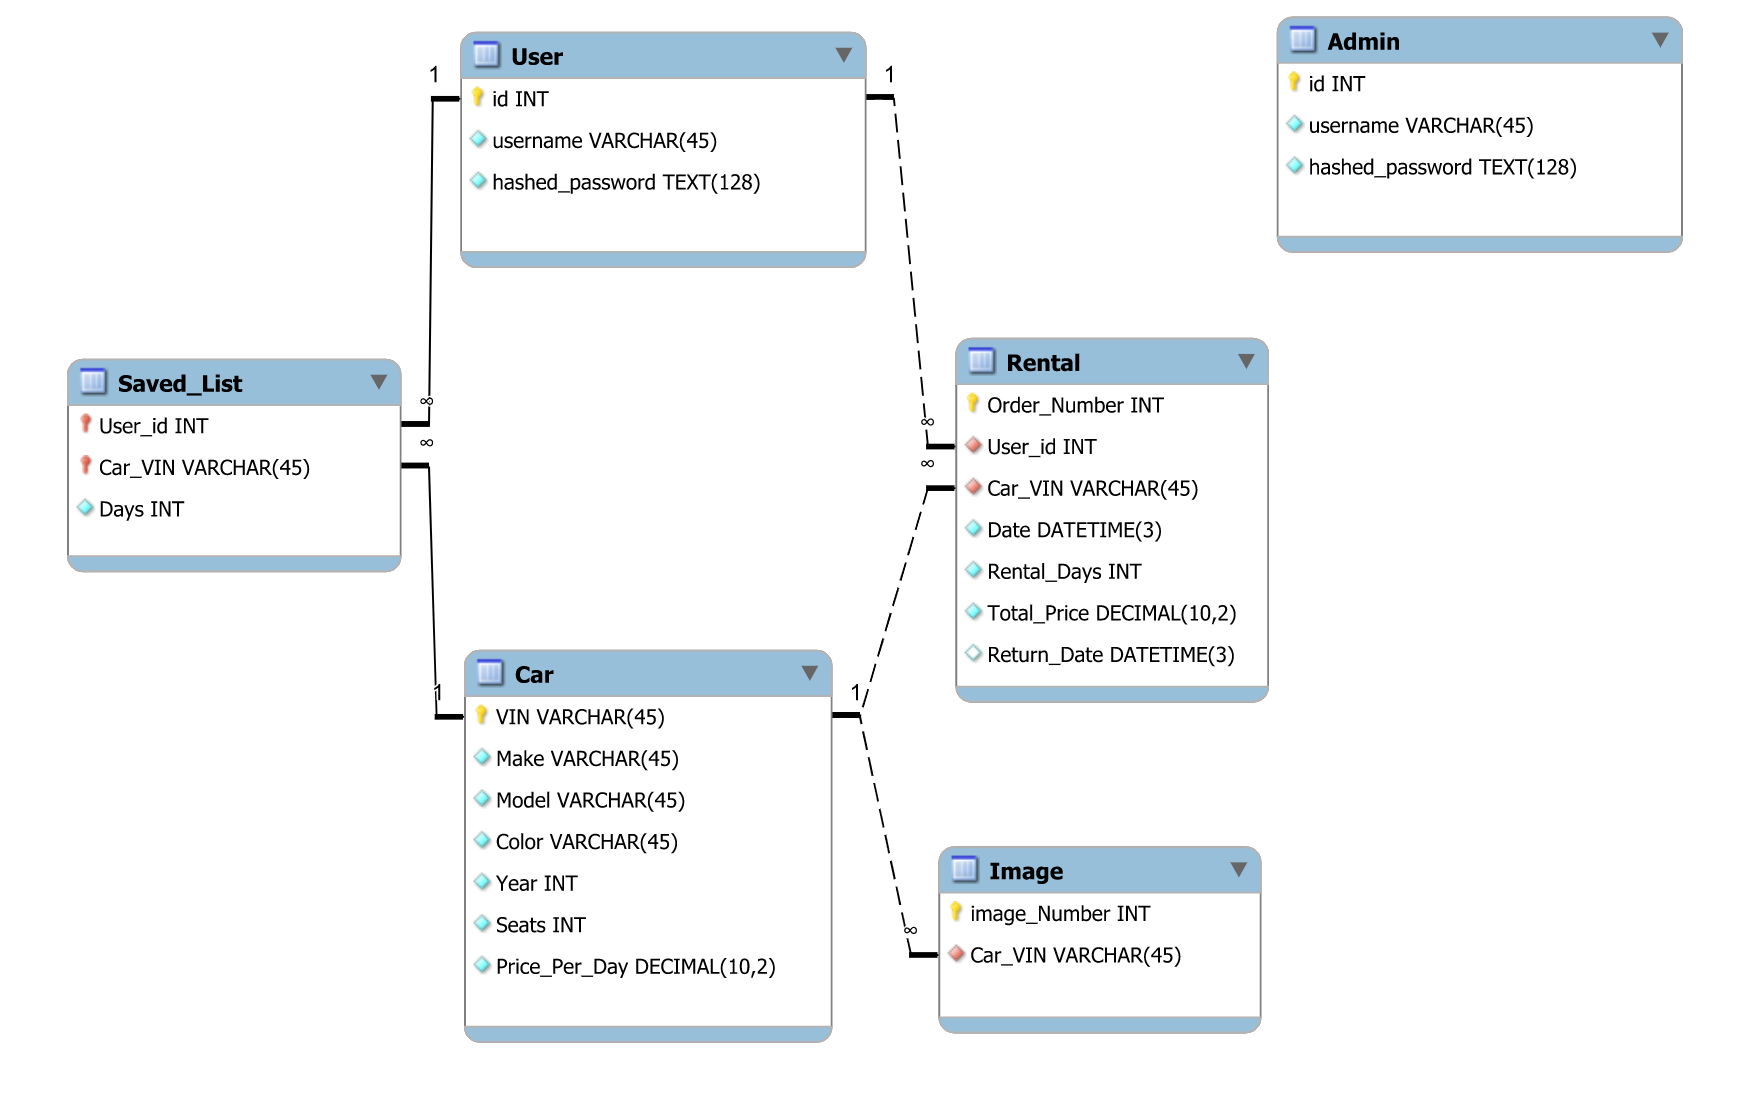 User
id INT
username VARCHAR(45)
hashed_password TEXT(128)
Admin
id INT
username VARCHAR(45)
hashed_password TEXT(128)
1
1
Saved_List
User_id INT
Car_VIN VARCHAR(45)
Days INT
∞
∞
Rental
Order_Number INT
User_id INT
Car_VIN VARCHAR(45)
Date DATETIME(3)
Rental_Days INT
Total_Price DECIMAL(10,2)
Return_Date DATETIME(3)
∞
∞
Car
VIN VARCHAR(45)
Make VARCHAR(45)
Model VARCHAR(45)
Color VARCHAR(45)
Year INT
Seats INT
Price_Per_Day DECIMAL(10,2)
1
1
Image
image_Number INT
Car_VIN VARCHAR(45)
∞